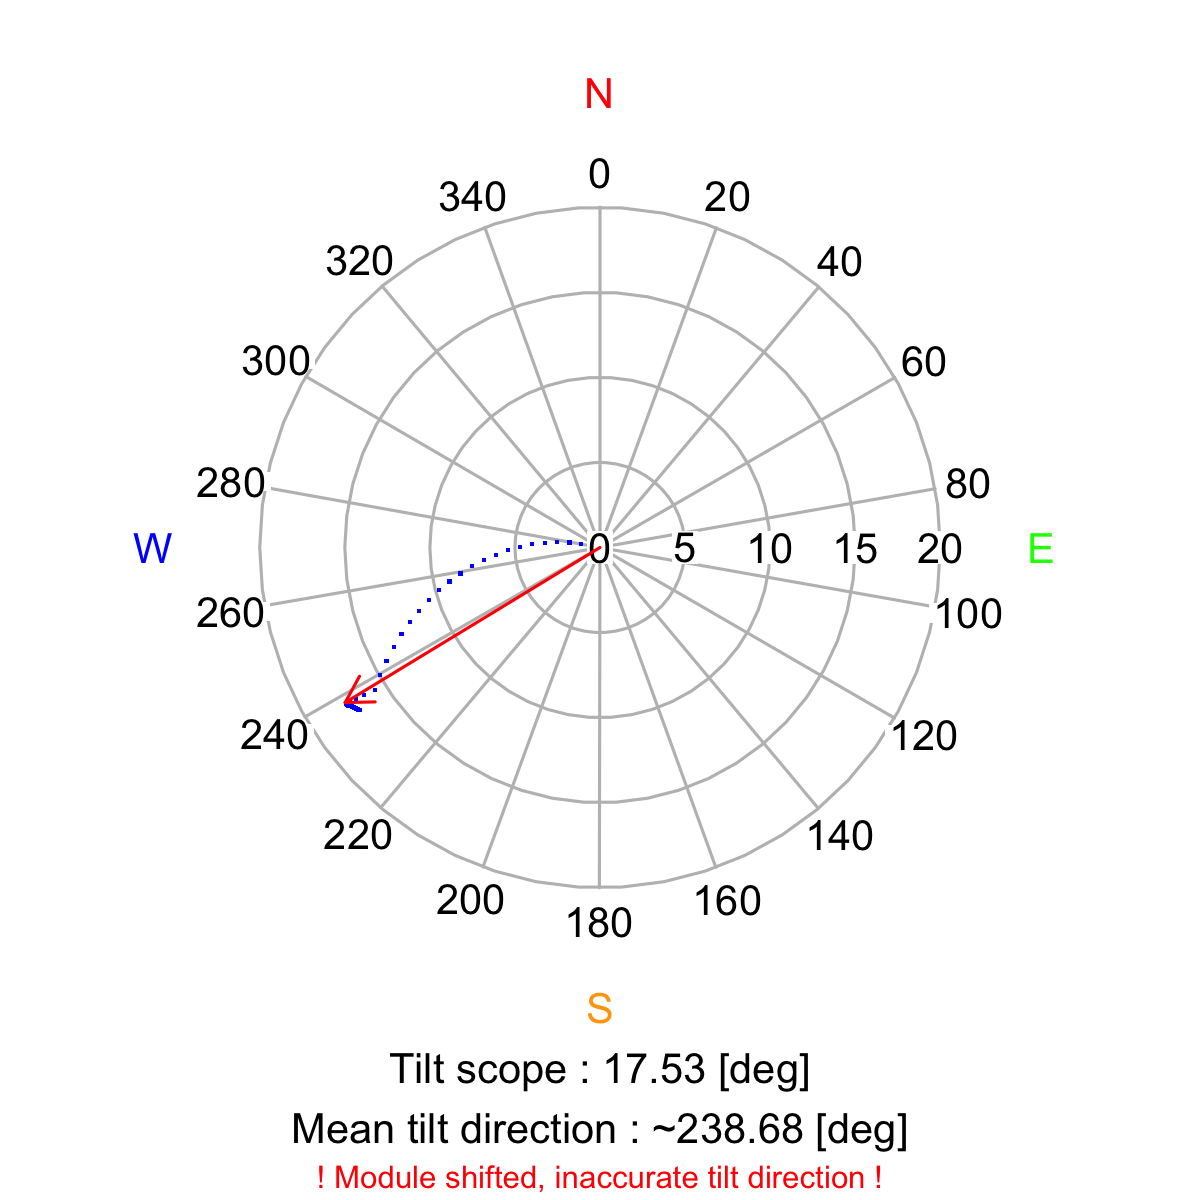 N
0
340 20
320 40
300 60
280 80
W 0 5 10 15 20 E
260 100
240 120
220 140
200 160
180
S
Tilt scope : 17.53 [deg]
Mean tilt direction : ~238.68 [deg]
! Module shifted, inaccurate tilt direction !